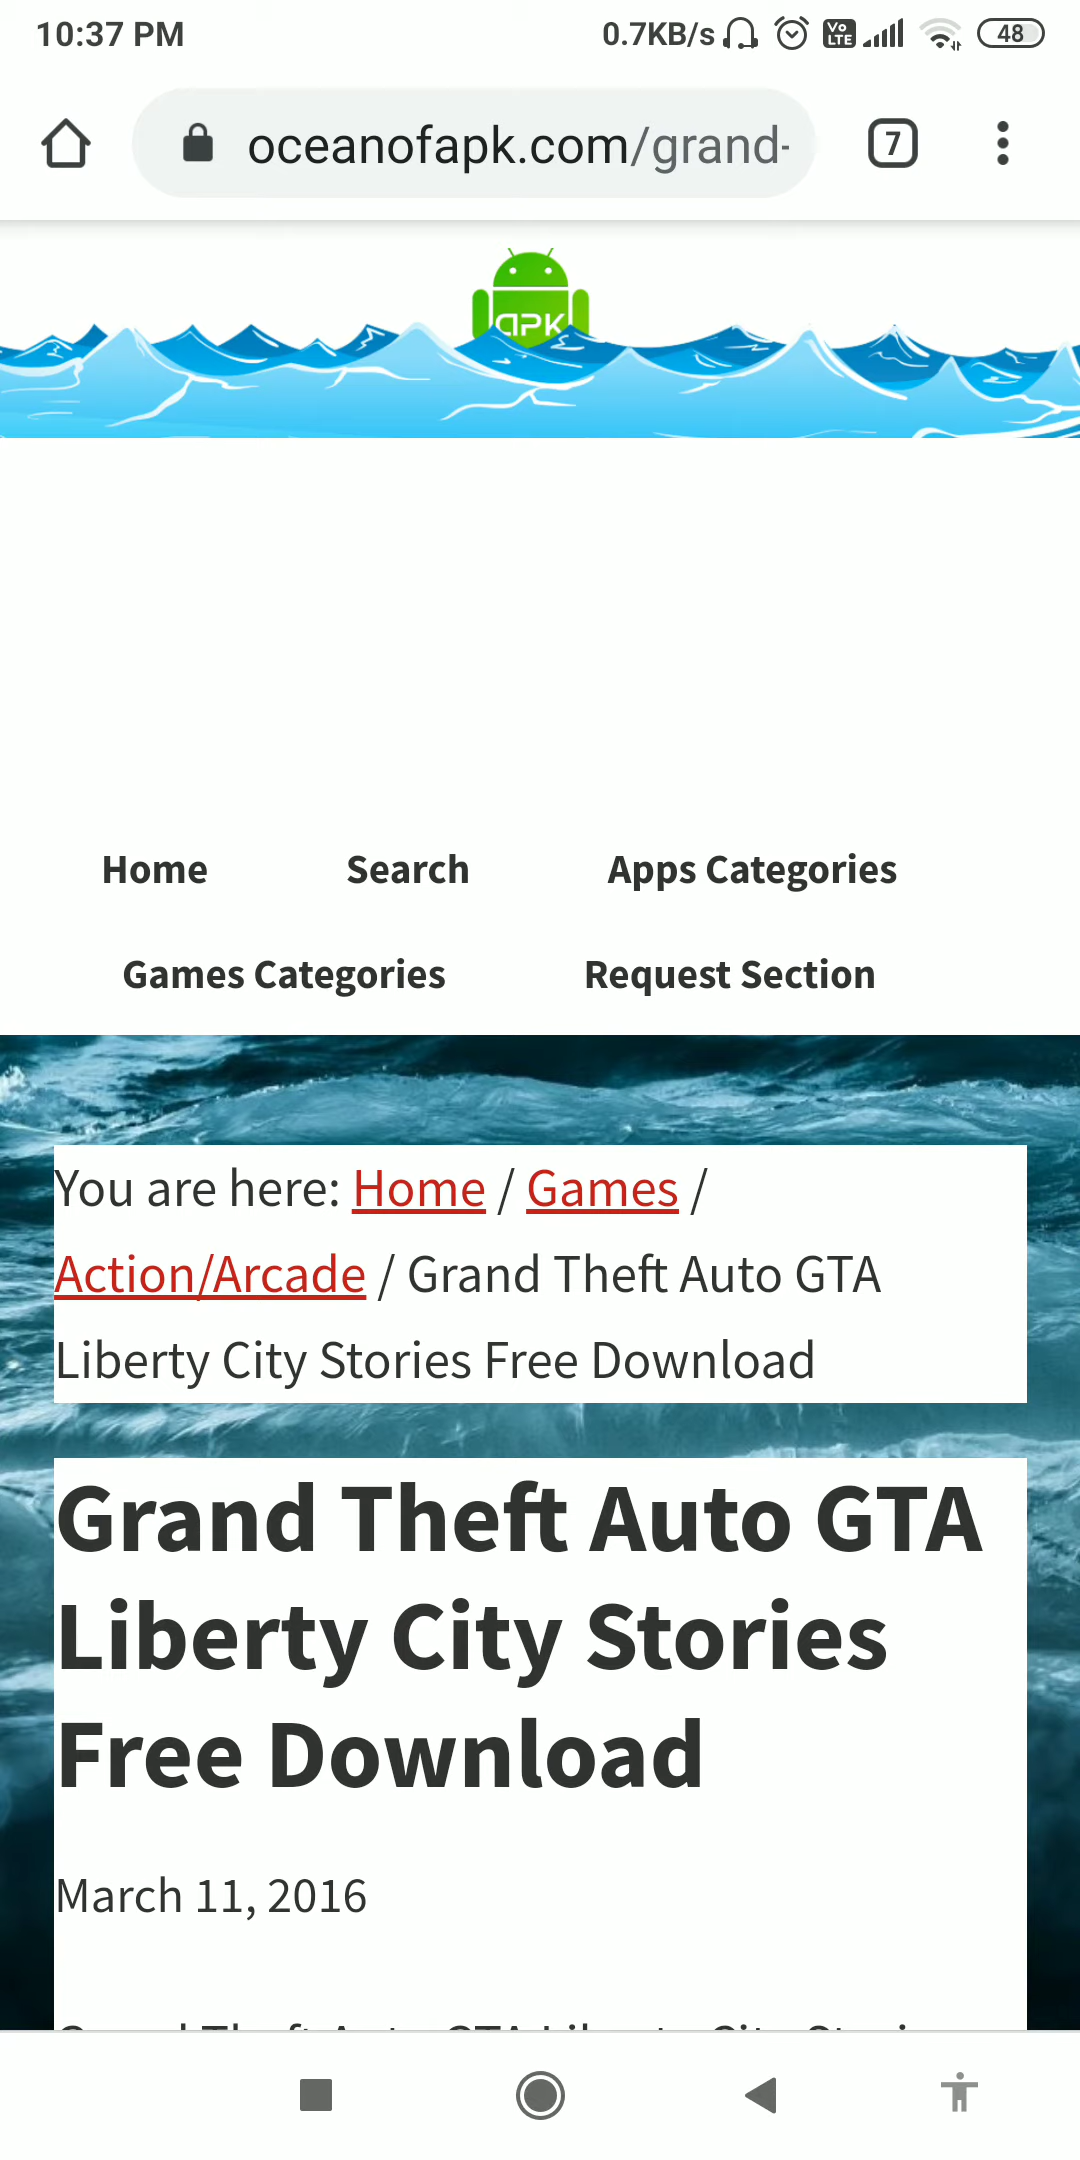 10:37 PM 0.7KB/s Vo LTE 48
oceanofapk.com/grand- 7
APK
Home Search Apps Categories
Games Categories Request Section
You are here: Home / Games /
Action/Arcade / Grand Theft Auto GTA
Liberty City Stories Free Download
Grand Theft Auto GTA
Liberty City Stories
Free Download
March 11, 2016